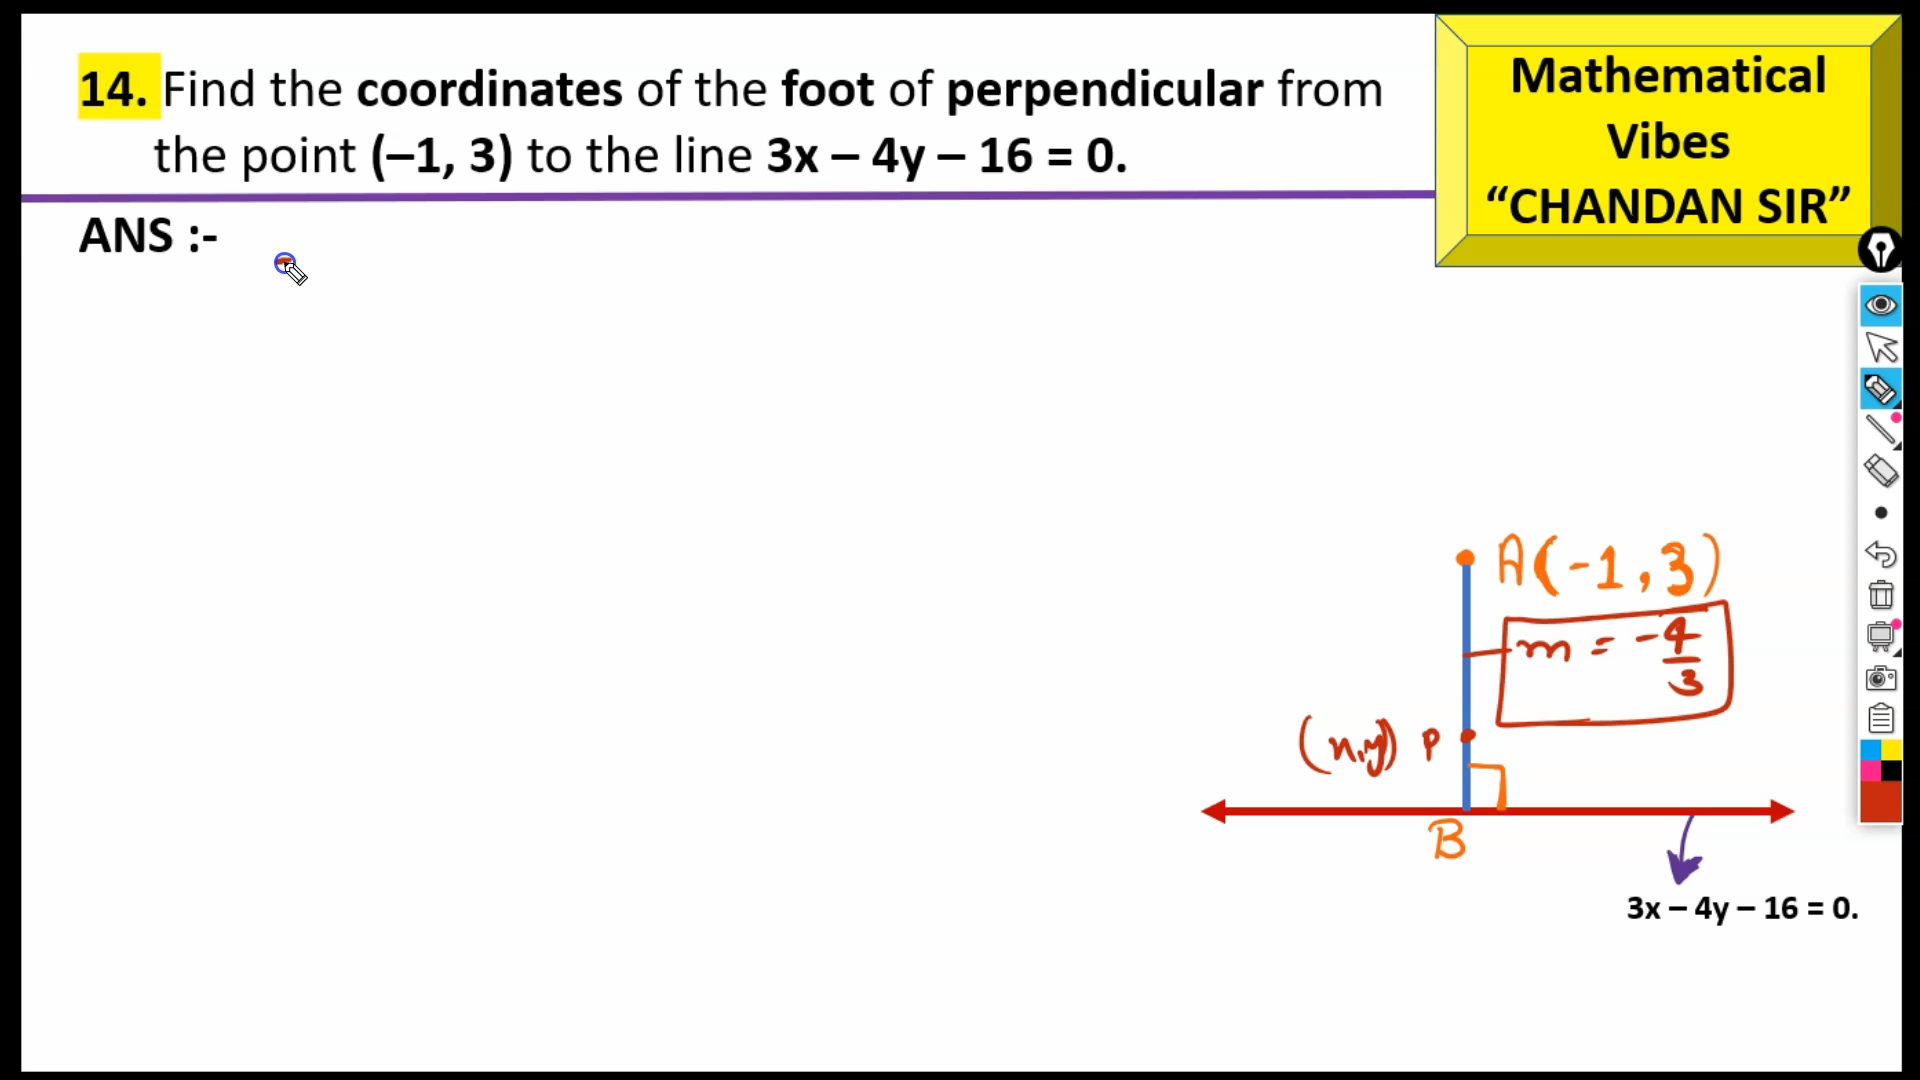 14. Find the coordinates of the foot of perpendicular from
the point (–1, 3) to the line 3x – 4y – 16 = 0.
Mathematical
Vibes
“CHANDAN SIR”
ANS :-
A(-1,3)
m = -4/3
(x,y) P
B
3x – 4y – 16 = 0.